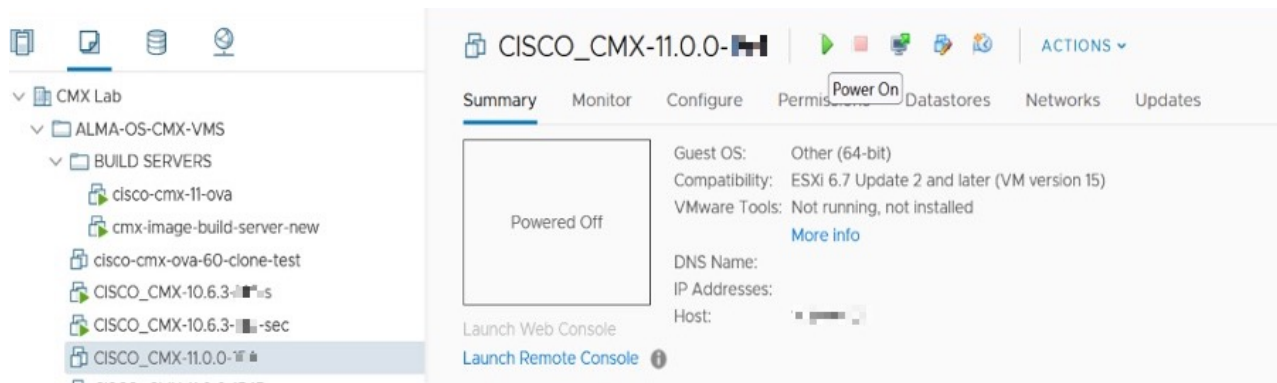 CISCO_CMX-11.0.0-
ACTIONS
Power On
CMX Lab
ALMA-OS-CMX-VMS
BUILD SERVERS
cisco-cmx-11-ova
cmx-image-build-server-new
cisco-cmx-ova-60-clone-test
CISCO_CMX-10.6.3-
CISCO_CMX-10.6.3- -sec
CISCO_CMX-11.0.0-
Summary Monitor Configure Datastores Networks Updates
Powered Off
Guest OS: Other (64-bit)
Compatibility: ESXi 6.7 Update 2 and later (VM version 15)
VMware Tools: Not running, not installed
More info
DNS Name:
IP Addresses:
Host:
Launch Web Console
Launch Remote Console